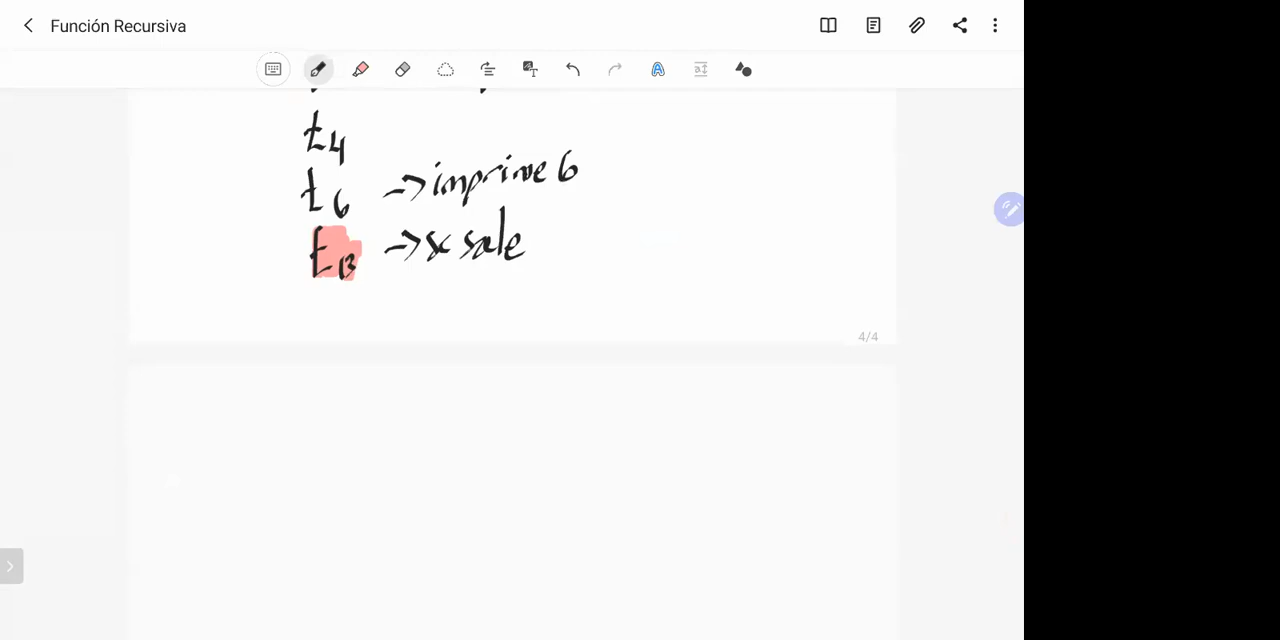 Función Recursiva
t4
t6 -> imprime 6
t13 -> se sale
4/4